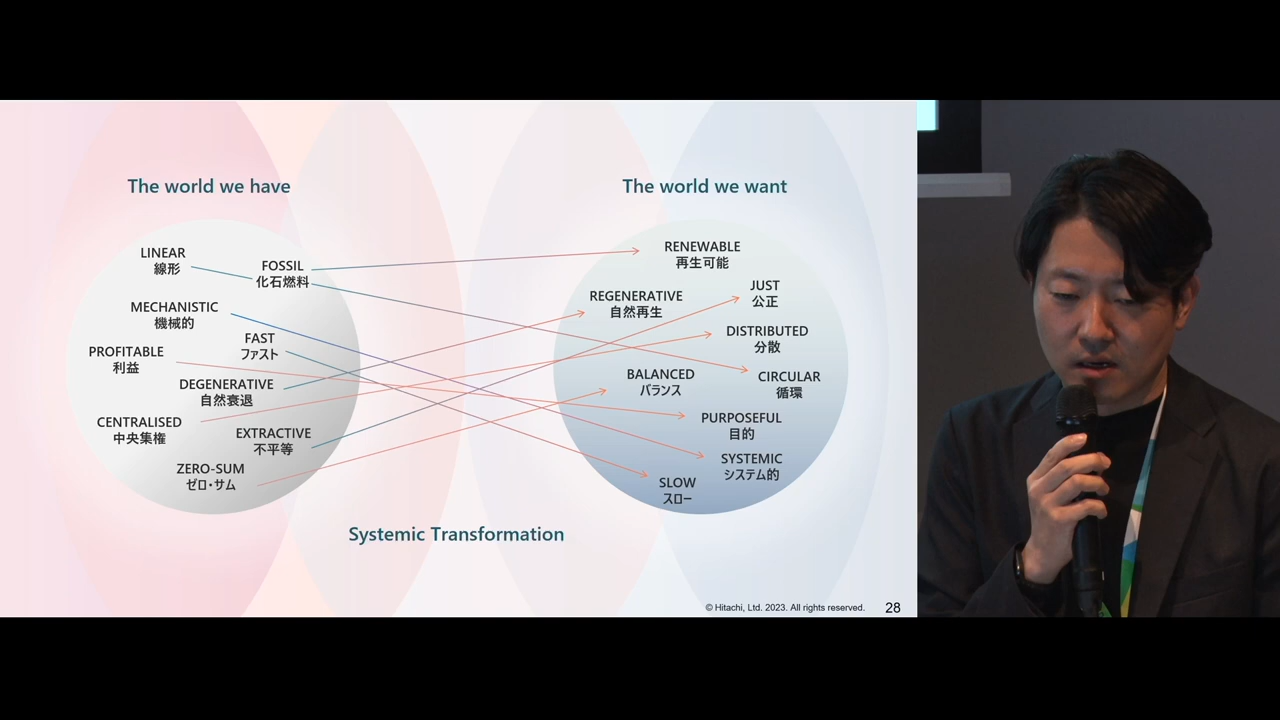 The world we have
The world we want
LINEAR
線形
FOSSIL
化石燃料
MECHANISTIC
機械的
FAST
ファスト
PROFITABLE
利益
DEGENERATIVE
自然衰退
CENTRALISED
中央集権
EXTRACTIVE
不平等
ZERO-SUM
ゼロ・サム
RENEWABLE
再生可能
JUST
公正
REGENERATIVE
自然再生
DISTRIBUTED
分散
BALANCED
バランス
CIRCULAR
循環
PURPOSEFUL
目的
SYSTEMIC
システム的
SLOW
スロー
Systemic Transformation
© Hitachi, Ltd. 2023. All rights reserved.
28